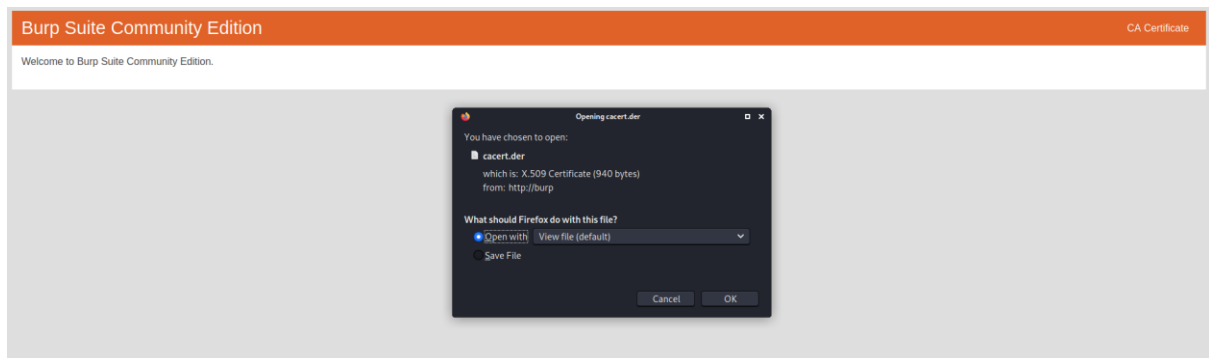 Burp Suite Community Edition
CA Certificate
Welcome to Burp Suite Community Edition.
Opening cacert.der
You have chosen to open:
cacert.der
which is: X.509 Certificate (940 bytes)
from: http://burp
What should Firefox do with this file?
Open with View file (default)
Save File
Cancel OK